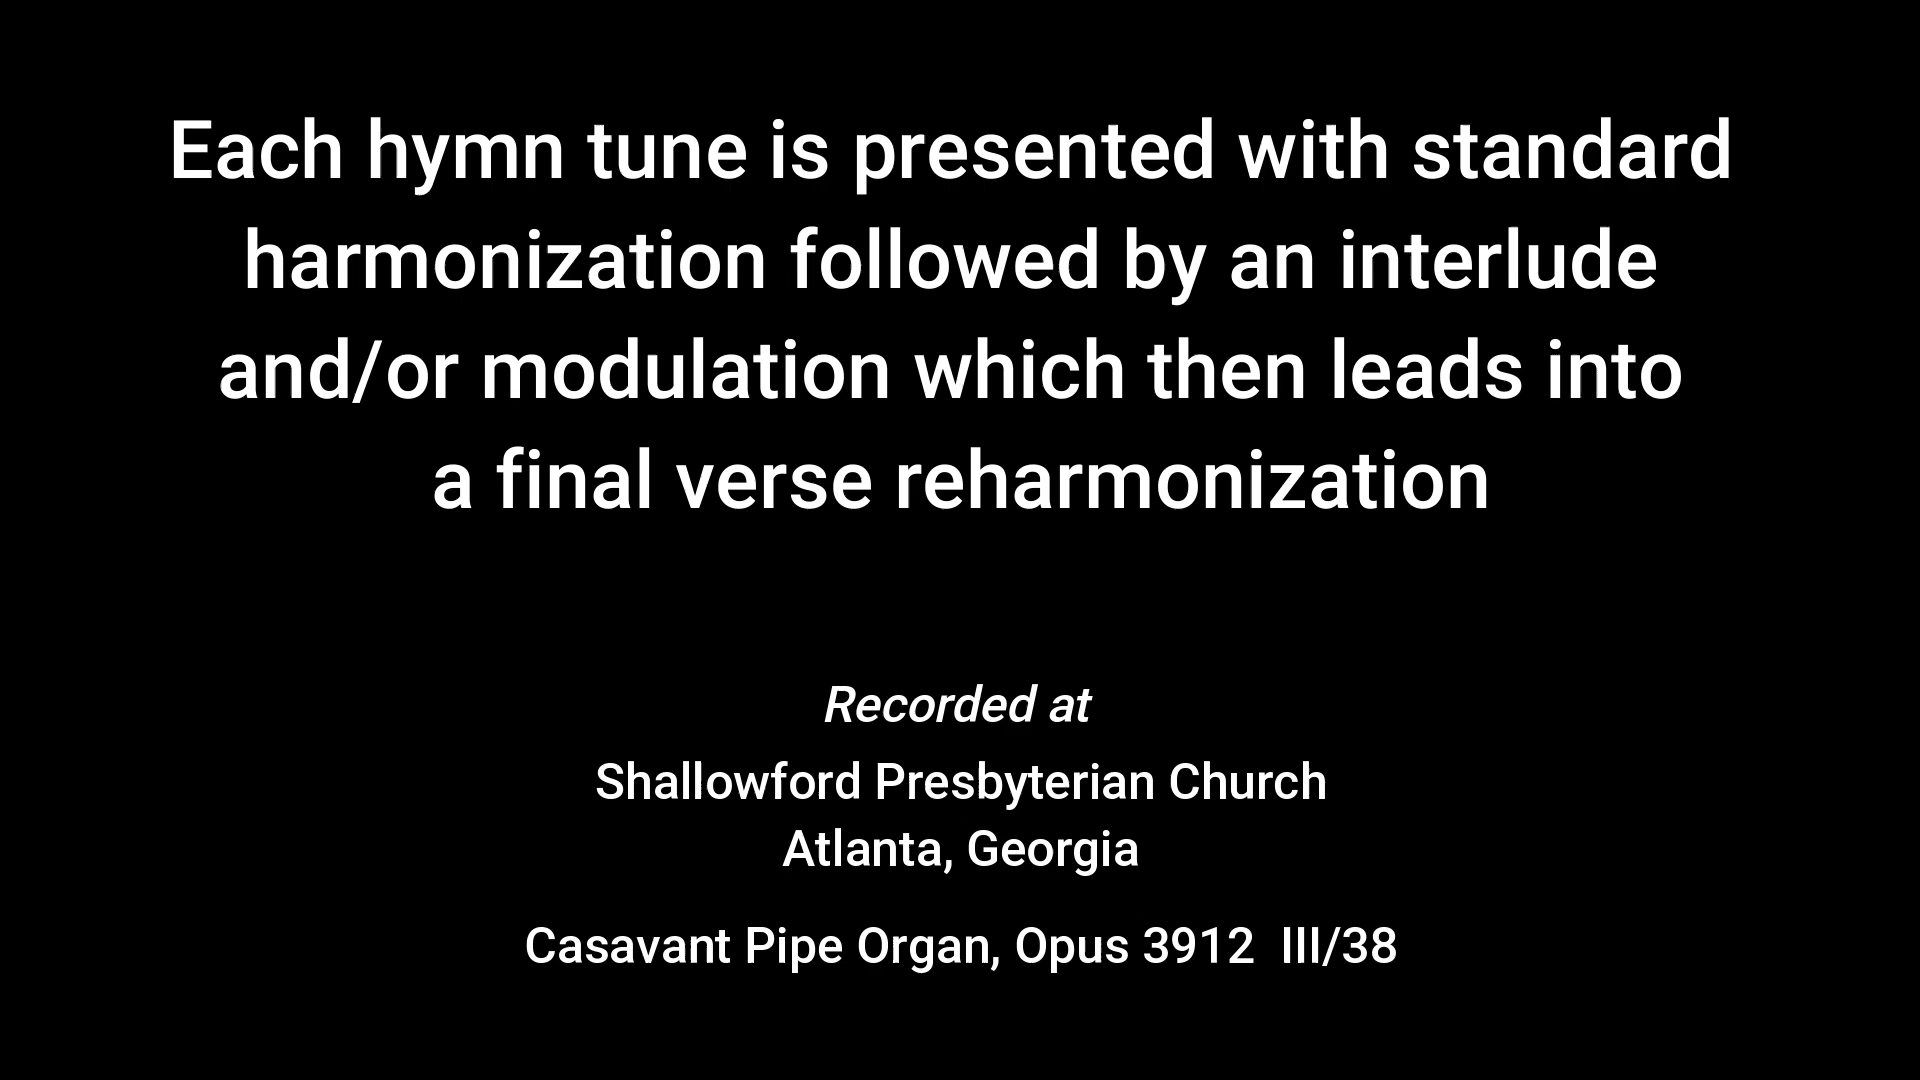 Each hymn tune is presented with standard
harmonization followed by an interlude
and/or modulation which then leads into
a final verse reharmonization
Recorded at
Shallowford Presbyterian Church
Atlanta, Georgia
Casavant Pipe Organ, Opus 3912  III/38